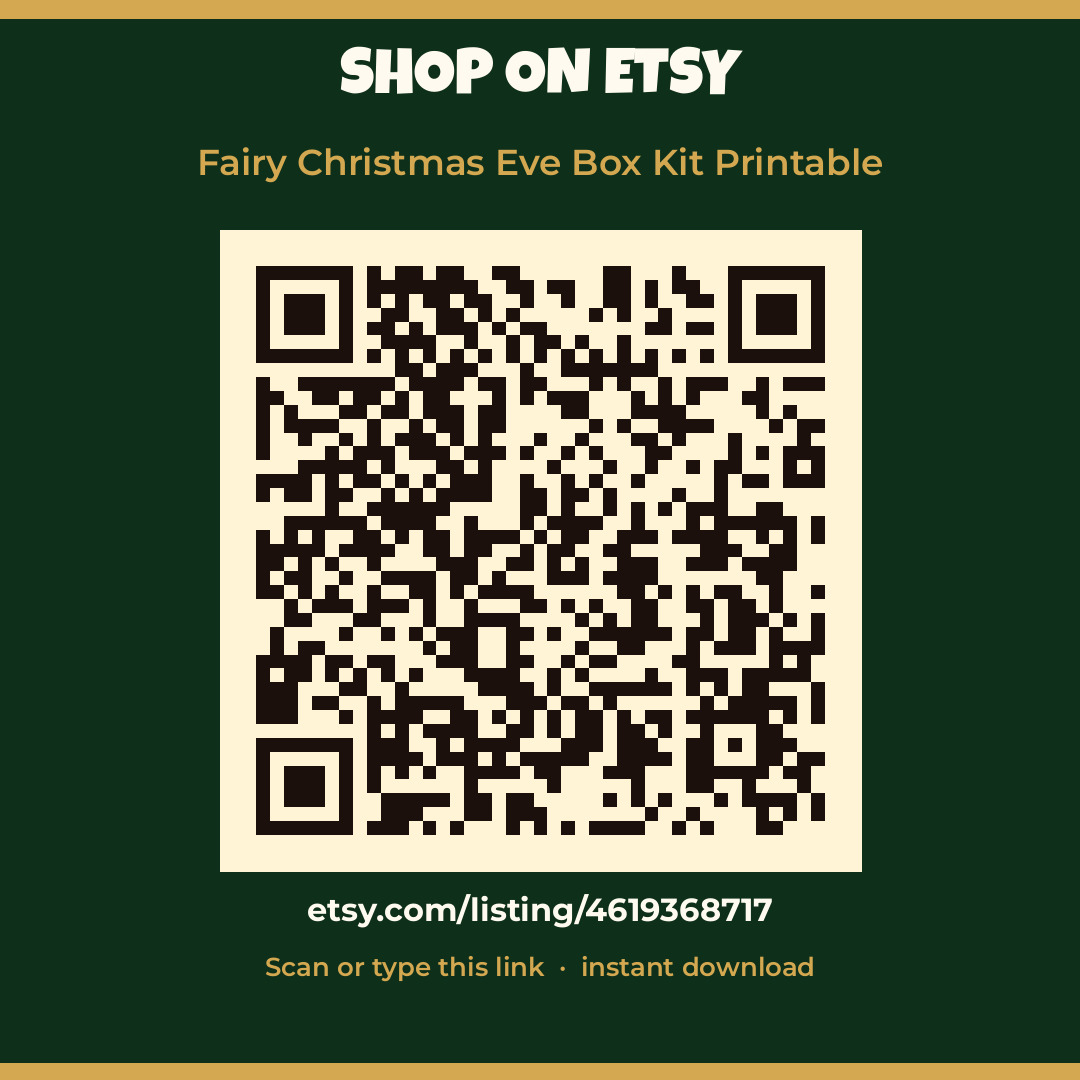 SHOP ON ETSY
Fairy Christmas Eve Box Kit Printable
etsy.com/listing/4619368717
Scan or type this link · instant download